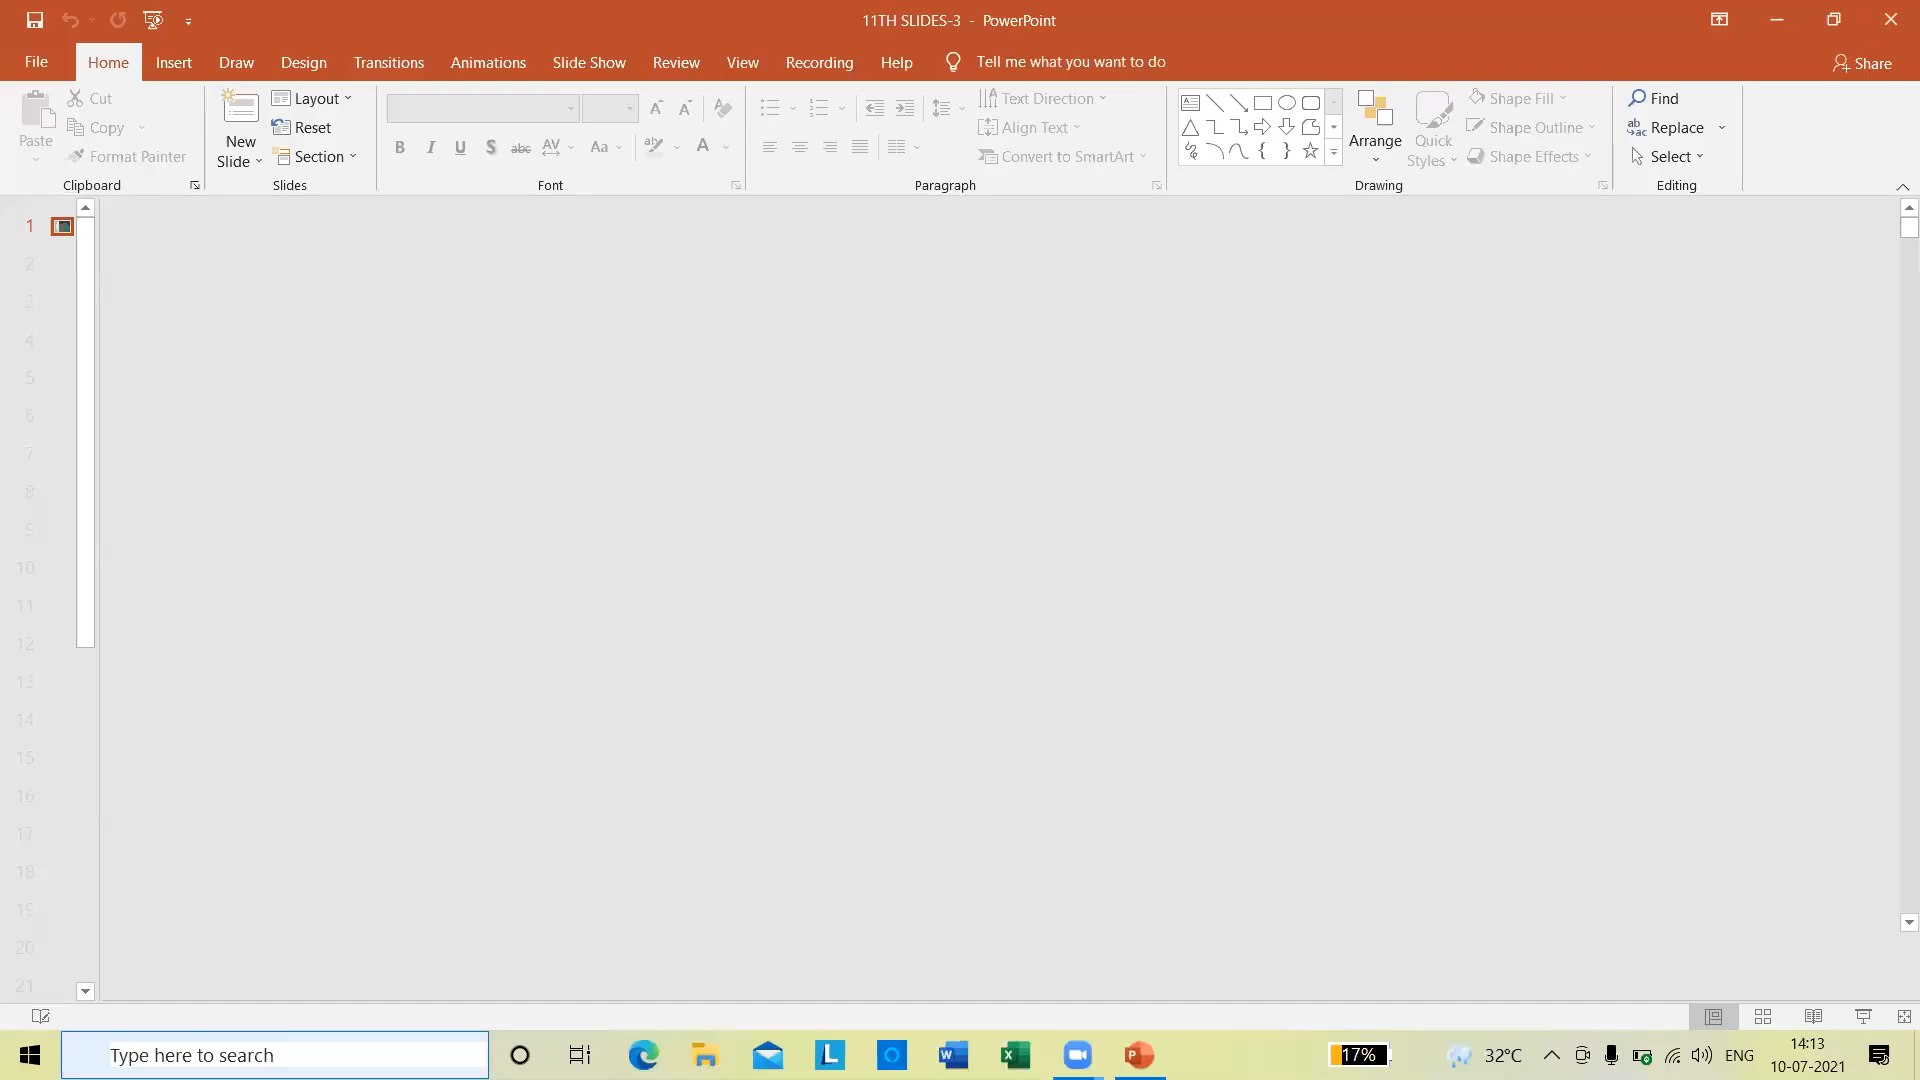 11TH SLIDES-3 - PowerPoint
File Home Insert Draw Design Transitions Animations Slide Show Review View Recording Help Tell me what you want to do Share
Paste
Cut
Copy
Format Painter
Clipboard
New Slide
Layout
Reset
Section
Slides
B I U S abc AV Aa A
Font
Text Direction
Align Text
Convert to SmartArt
Paragraph
Arrange
Quick Styles
Shape Fill
Shape Outline
Shape Effects
Drawing
Find
Replace
Select
Editing
1
2
3
4
5
6
7
8
9
10
11
12
13
14
15
16
17
18
19
20
21
Type here to search
17%
32°C
ENG
14:13
10-07-2021